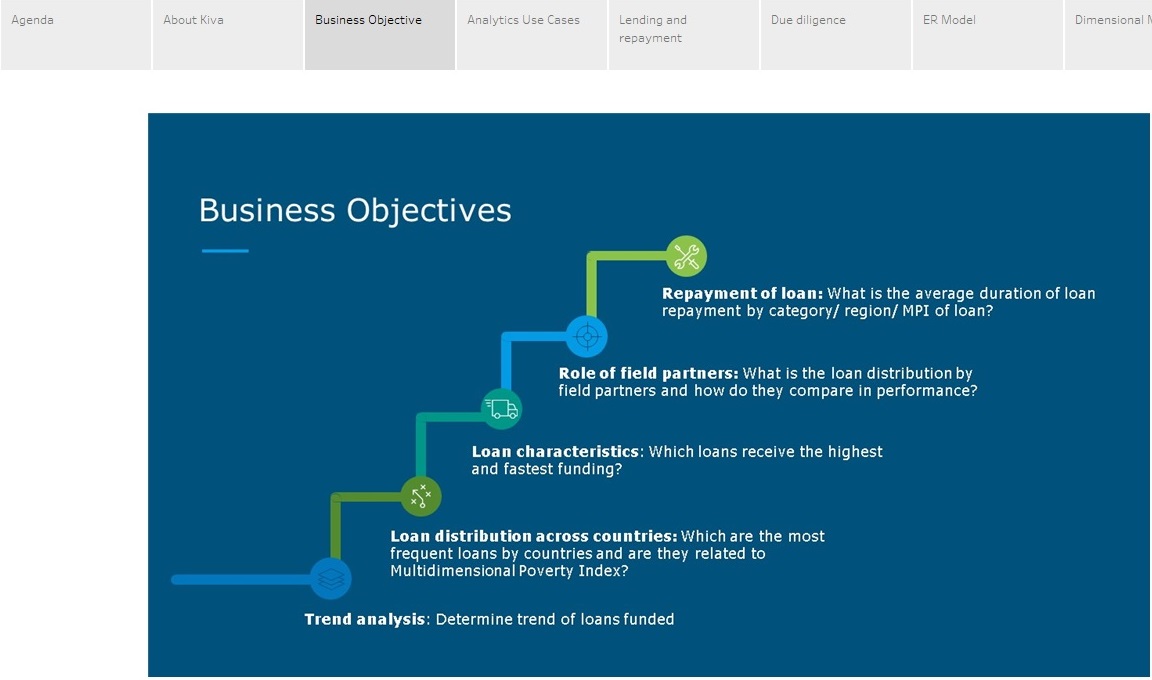 Agenda
About Kiva
Business Objective
Analytics Use Cases
Lending and
repayment
Due diligence
ER Model
Dimensional
Business Objectives
Repayment of loan: What is the average duration of loan
repayment by category/ region/ MPI of loan?
Role of field partners: What is the loan distribution by
field partners and how do they compare in performance?
Loan characteristics: Which loans receive the highest
and fastest funding?
Loan distribution across countries: Which are the most
frequent loans by countries and are they related to
Multidimensional Poverty Index?
Trend analysis: Determine trend of loans funded